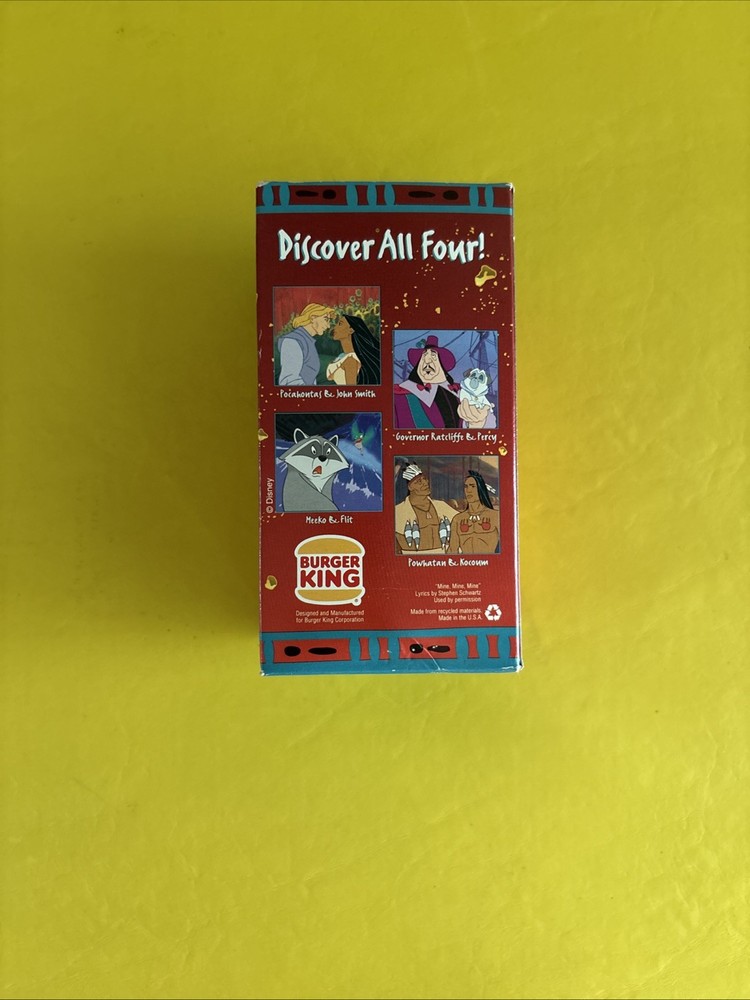 Discover All Four!
Pocahontas & John Smith
Governor Ratcliffe & Percy
Meeko & Flit
Powhatan & Kocoum
© Disney
BURGER
KING
®
Designed and Manufactured
for Burger King Corporation
"Mine, Mine, Mine"
Lyrics by Stephen Schwartz
Used by permission
Made from recycled materials.
Made in the U.S.A.